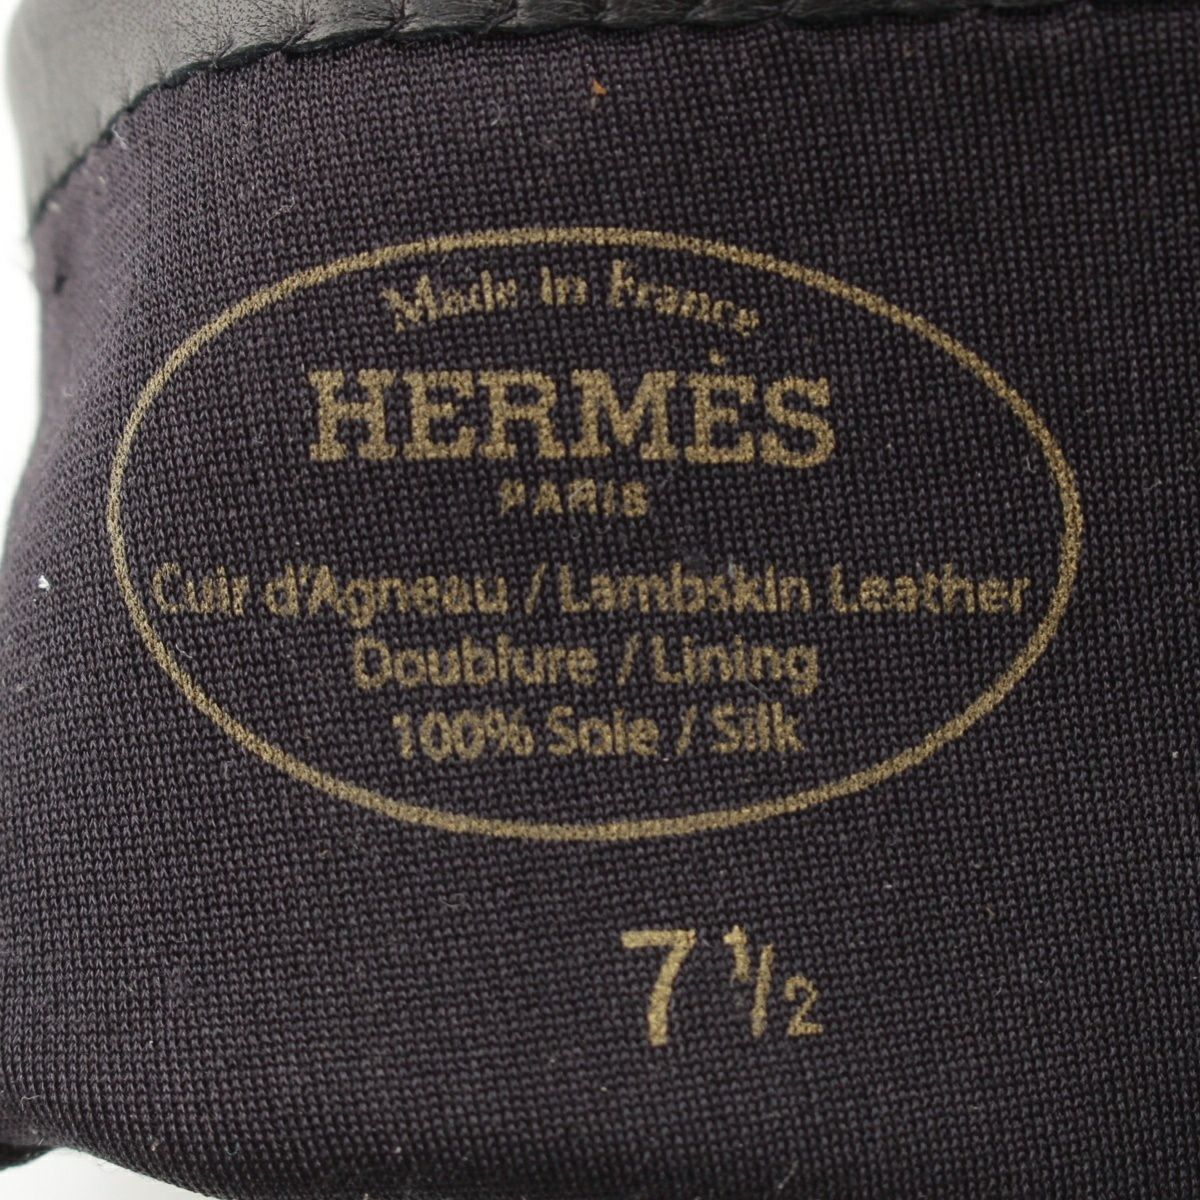 Made in France
HERMÈS
PARIS
Cuir d'Agneau / Lambskin Leather
Doublure / Lining
100% Soie / Silk
7 1/2